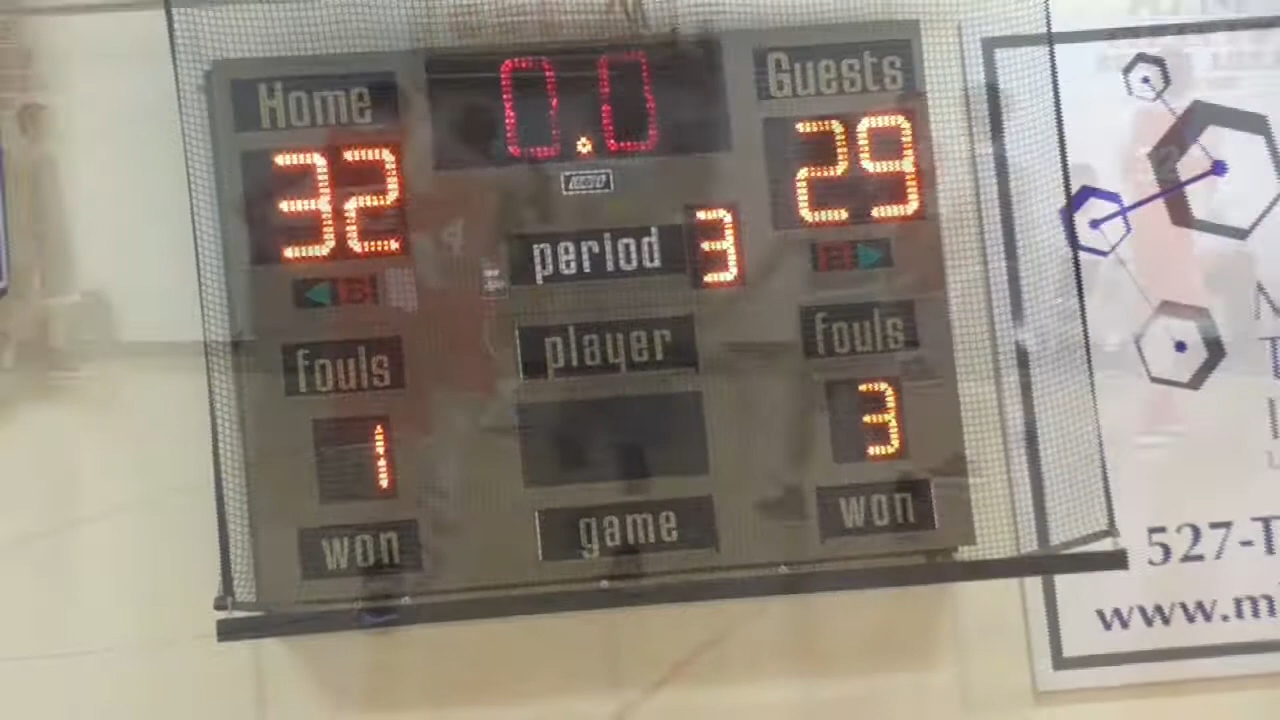 Home
0.0
Guests
32
29
period 3
fouls
player
fouls
1
3
won
game
won
527-T
www.m